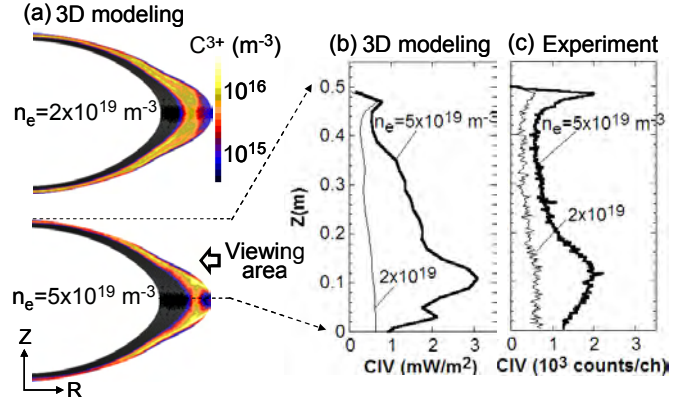 (a) 3D modeling
C³⁺ (m⁻³)
10¹⁶
10¹⁵
nₑ=2x10¹⁹ m⁻³
Viewing area
nₑ=5x10¹⁹ m⁻³
Z
R
(b) 3D modeling
0.5
0.4
0.3
0.2
0.1
0
Z(m)
nₑ=5x10¹⁹ m⁻³
2x10¹⁹
0 1 2 3
CIV (mW/m²)
(c) Experiment
nₑ=5x10¹⁹ m⁻³
2x10¹⁹
0 1 2 3
CIV (10³ counts/ch)